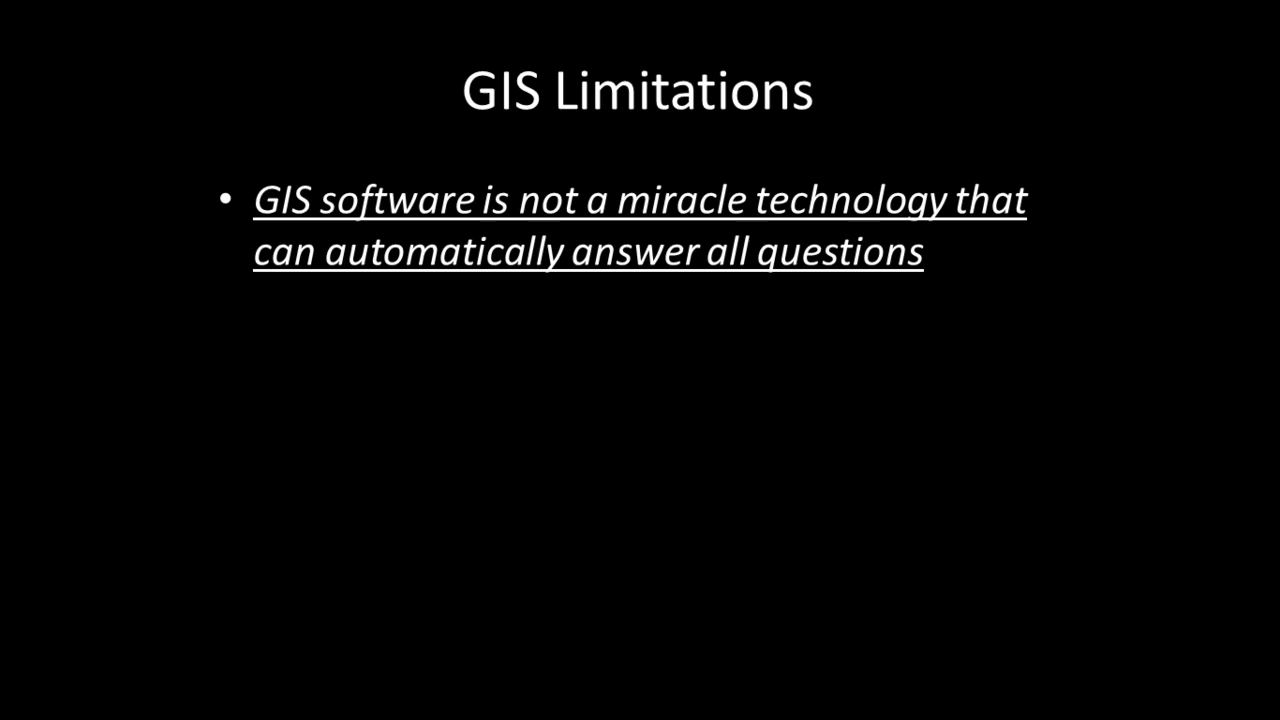 GIS Limitations
• GIS software is not a miracle technology that
can automatically answer all questions